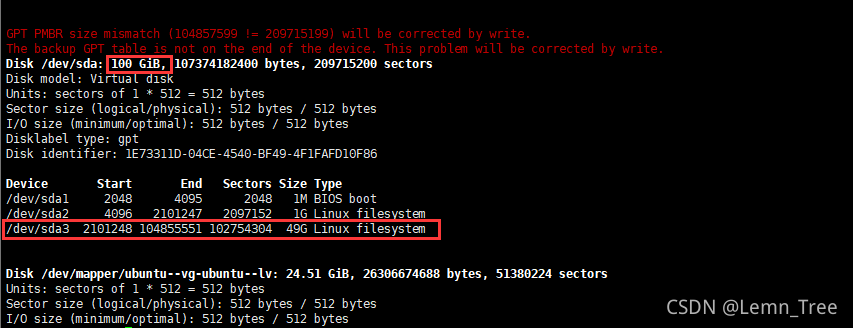 GPT PMBR size mismatch (104857599 != 209715199) will be corrected by write.
The backup GPT table is not on the end of the device. This problem will be corrected by write.
Disk /dev/sda: 100 GiB, 107374182400 bytes, 209715200 sectors
Disk model: Virtual disk
Units: sectors of 1 * 512 = 512 bytes
Sector size (logical/physical): 512 bytes / 512 bytes
I/O size (minimum/optimal): 512 bytes / 512 bytes
Disklabel type: gpt
Disk identifier: 1E73311D-04CE-4540-BF49-4F1FAFD10F86
Device Start End Sectors Size Type
/dev/sda1 2048 4095 2048 1M BIOS boot
/dev/sda2 4096 2101247 2097152 1G Linux filesystem
/dev/sda3 2101248 104855551 102754304 49G Linux filesystem
Disk /dev/mapper/ubuntu--vg-ubuntu--lv: 24.51 GiB, 26306674688 bytes, 51380224 sectors
Units: sectors of 1 * 512 = 512 bytes
Sector size (logical/physical): 512 bytes / 512 bytes
I/O size (minimum/optimal): 512 bytes / 512 bytes
CSDN @Lemn_Tree